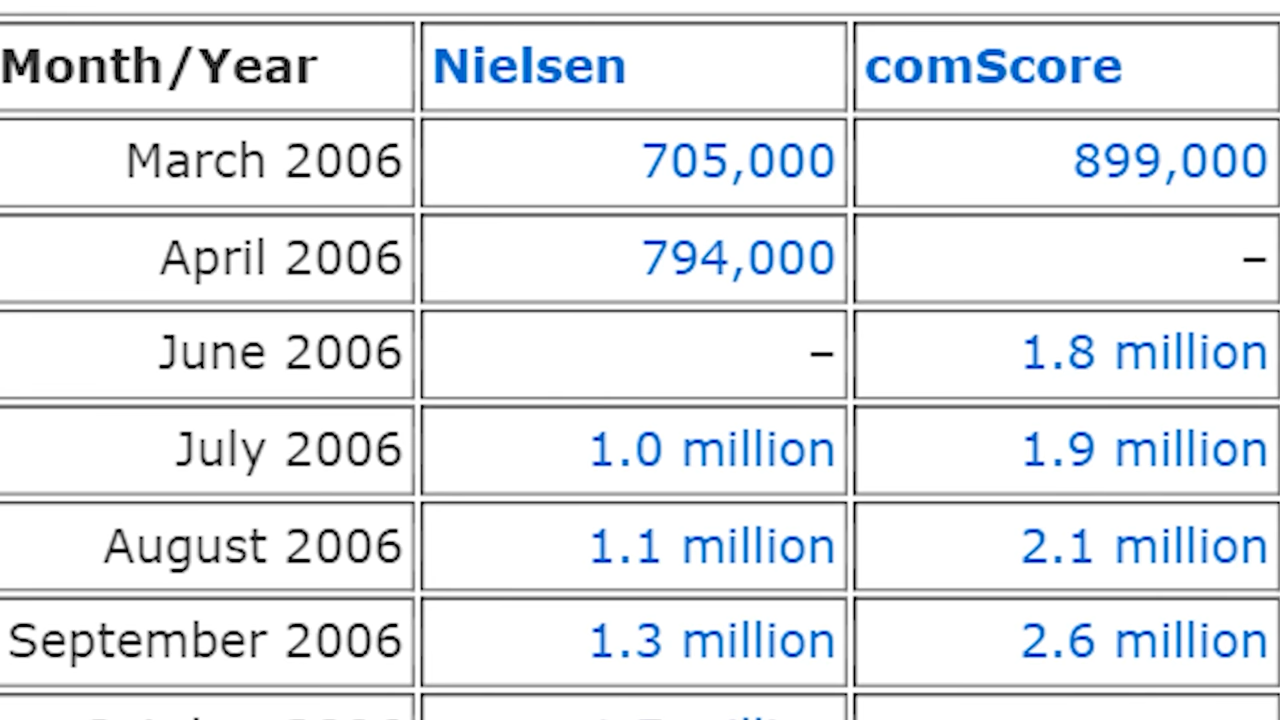 Month/Year Nielsen comScore
March 2006 705,000 899,000
April 2006 794,000 –
June 2006 – 1.8 million
July 2006 1.0 million 1.9 million
August 2006 1.1 million 2.1 million
September 2006 1.3 million 2.6 million